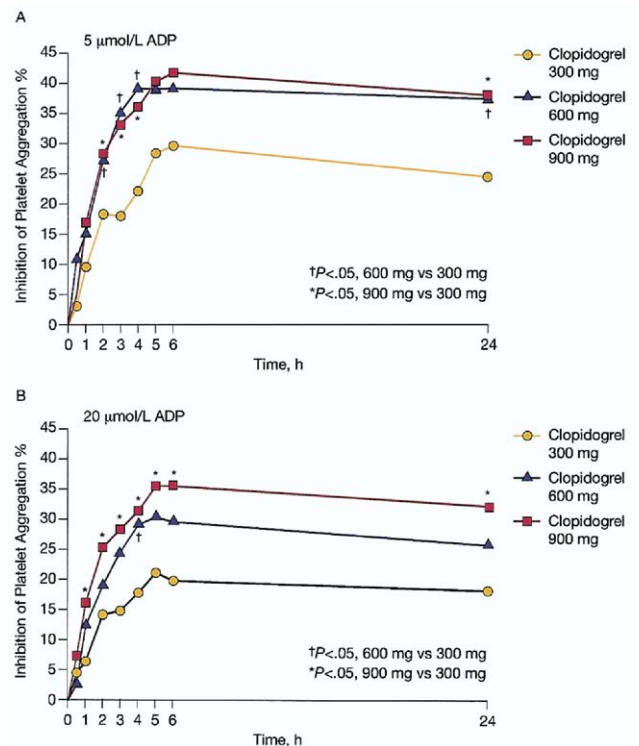 A
5 μmol/L ADP
Inhibition of Platelet Aggregation %
45
40
35
30
25
20
15
10
5
0
0 1 2 3 4 5 6 24
Time, h
* † † * * * † * †
†P<.05, 600 mg vs 300 mg
*P<.05, 900 mg vs 300 mg
Clopidogrel
300 mg
Clopidogrel
600 mg
Clopidogrel
900 mg
B
20 μmol/L ADP
Inhibition of Platelet Aggregation %
45
40
35
30
25
20
15
10
5
0
0 1 2 3 4 5 6 24
Time, h
* * * * † * * *
†P<.05, 600 mg vs 300 mg
*P<.05, 900 mg vs 300 mg
Clopidogrel
300 mg
Clopidogrel
600 mg
Clopidogrel
900 mg